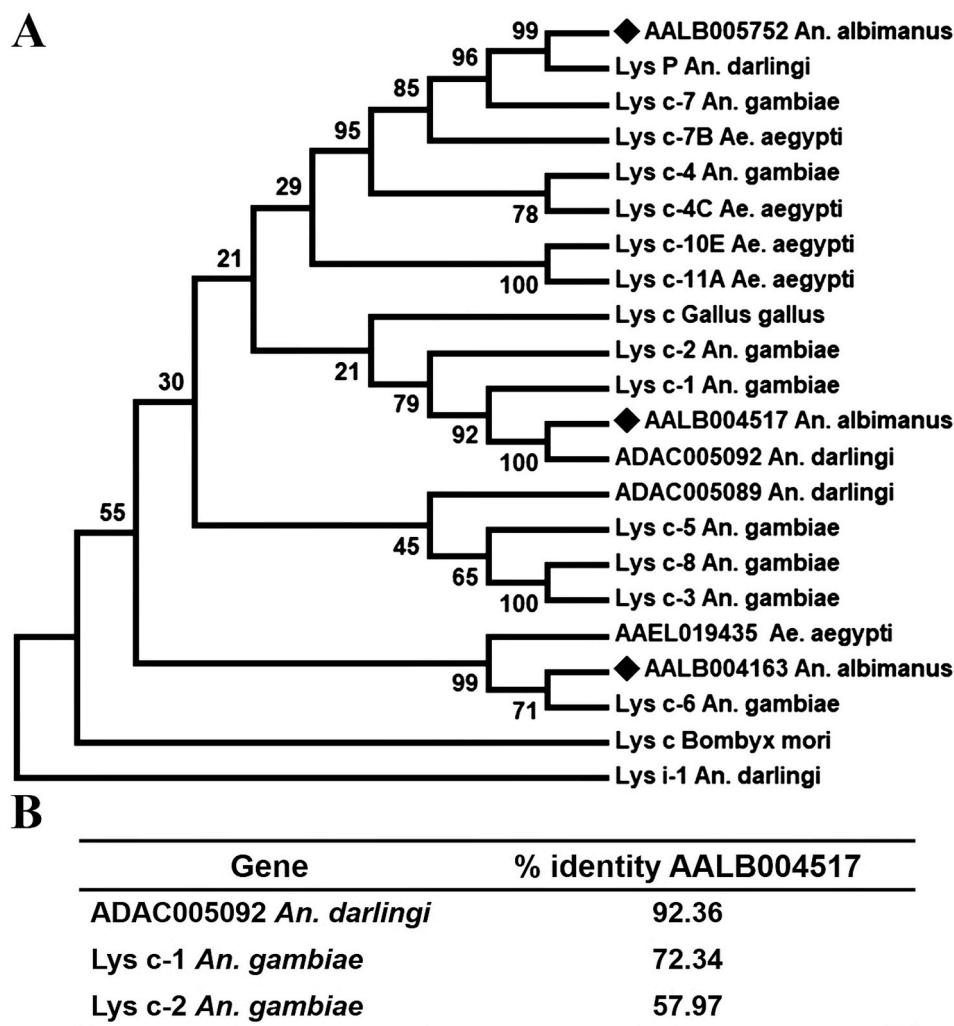 A
99
◆ AALB005752 An. albimanus
96
Lys P An. darlingi
85
Lys c-7 An. gambiae
95
Lys c-7B Ae. aegypti
29
Lys c-4 An. gambiae
78
Lys c-4C Ae. aegypti
21
Lys c-10E Ae. aegypti
100
Lys c-11A Ae. aegypti
Lys c Gallus gallus
21
Lys c-2 An. gambiae
30
79
Lys c-1 An. gambiae
92
◆ AALB004517 An. albimanus
100
ADAC005092 An. darlingi
ADAC005089 An. darlingi
55
45
Lys c-5 An. gambiae
65
Lys c-8 An. gambiae
100
Lys c-3 An. gambiae
AAEL019435 Ae. aegypti
99
◆ AALB004163 An. albimanus
71
Lys c-6 An. gambiae
Lys c Bombyx mori
Lys i-1 An. darlingi
B
Gene % identity AALB004517
ADAC005092 An. darlingi 92.36
Lys c-1 An. gambiae 72.34
Lys c-2 An. gambiae 57.97